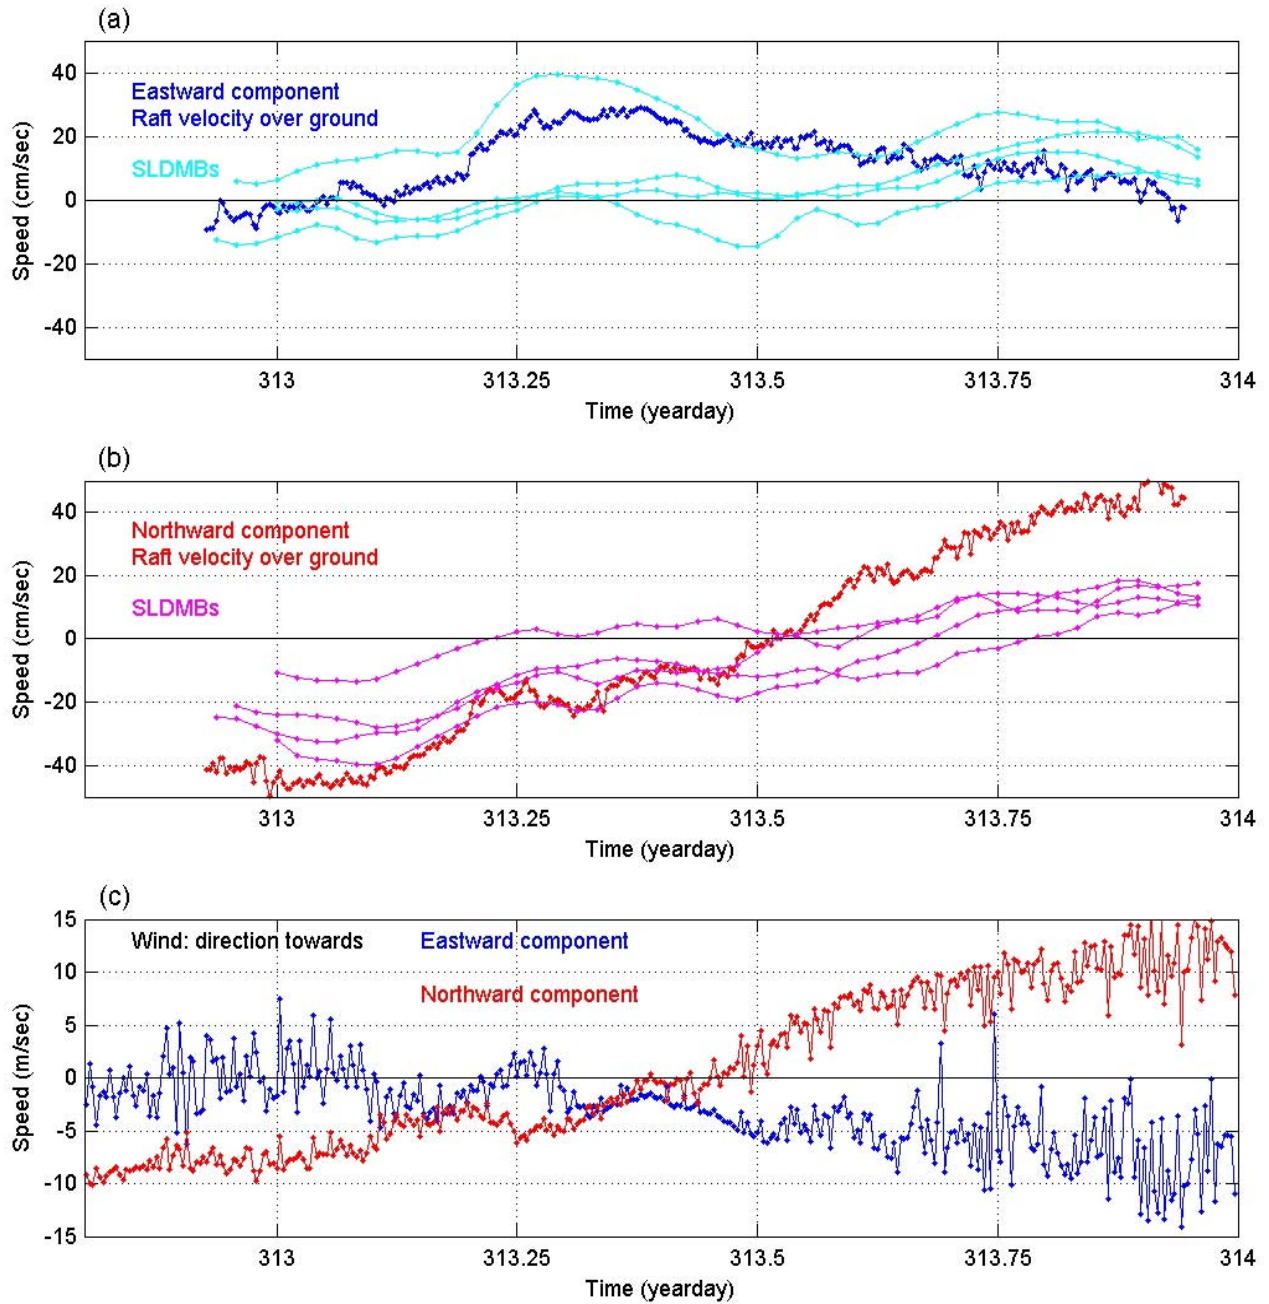 (a)
Eastward component
Raft velocity over ground
SLDMBs
Speed (cm/sec)
40
20
0
-20
-40
313
313.25
313.5
313.75
314
Time (yearday)
(b)
Northward component
Raft velocity over ground
SLDMBs
Speed (cm/sec)
40
20
0
-20
-40
313
313.25
313.5
313.75
314
Time (yearday)
(c)
Wind: direction towards
Eastward component
Northward component
Speed (m/sec)
15
10
5
0
-5
-10
-15
313
313.25
313.5
313.75
314
Time (yearday)